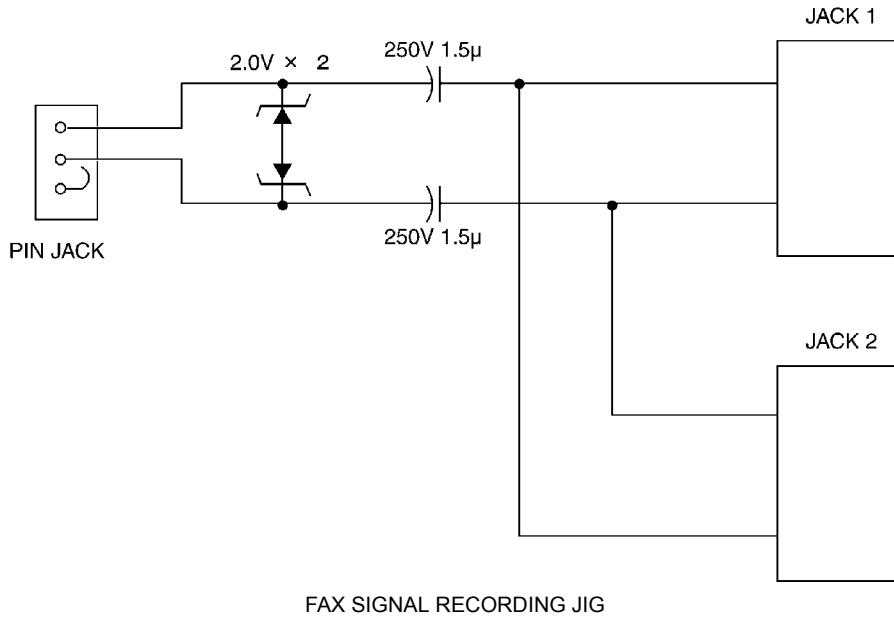 JACK 1
250V 1.5μ
2.0V × 2
PIN JACK
250V 1.5μ
JACK 2
FAX SIGNAL RECORDING JIG